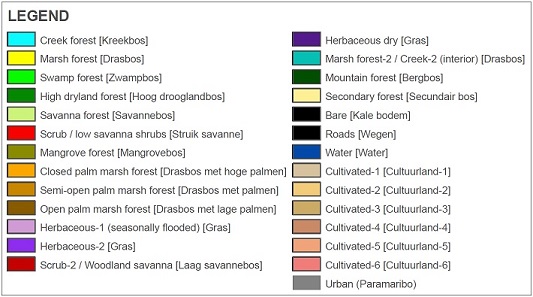 LEGEND
Creek forest [Kreekbos]
Marsh forest [Drasbos]
Swamp forest [Zwampbos]
High dryland forest [Hoog drooglandbos]
Savanna forest [Savannebos]
Scrub / low savanna shrubs [Struik savanne]
Mangrove forest [Mangrovebos]
Closed palm marsh forest [Drasbos met hoge palmen]
Semi-open palm marsh forest [Drasbos met palmen]
Open palm marsh forest [Drasbos met lage palmen]
Herbaceous-1 (seasonally flooded) [Gras]
Herbaceous-2 [Gras]
Scrub-2 / Woodland savanna [Laag savannebos]
Herbaceous dry [Gras]
Marsh forest-2 / Creek-2 (interior) [Drasbos]
Mountain forest [Bergbos]
Secondary forest [Secundair bos]
Bare [Kale bodem]
Roads [Wegen]
Water [Water]
Cultivated-1 [Cultuurland-1]
Cultivated-2 [Cultuurland-2]
Cultivated-3 [Cultuurland-3]
Cultivated-4 [Cultuurland-4]
Cultivated-5 [Cultuurland-5]
Cultivated-6 [Cultuurland-6]
Urban (Paramaribo)